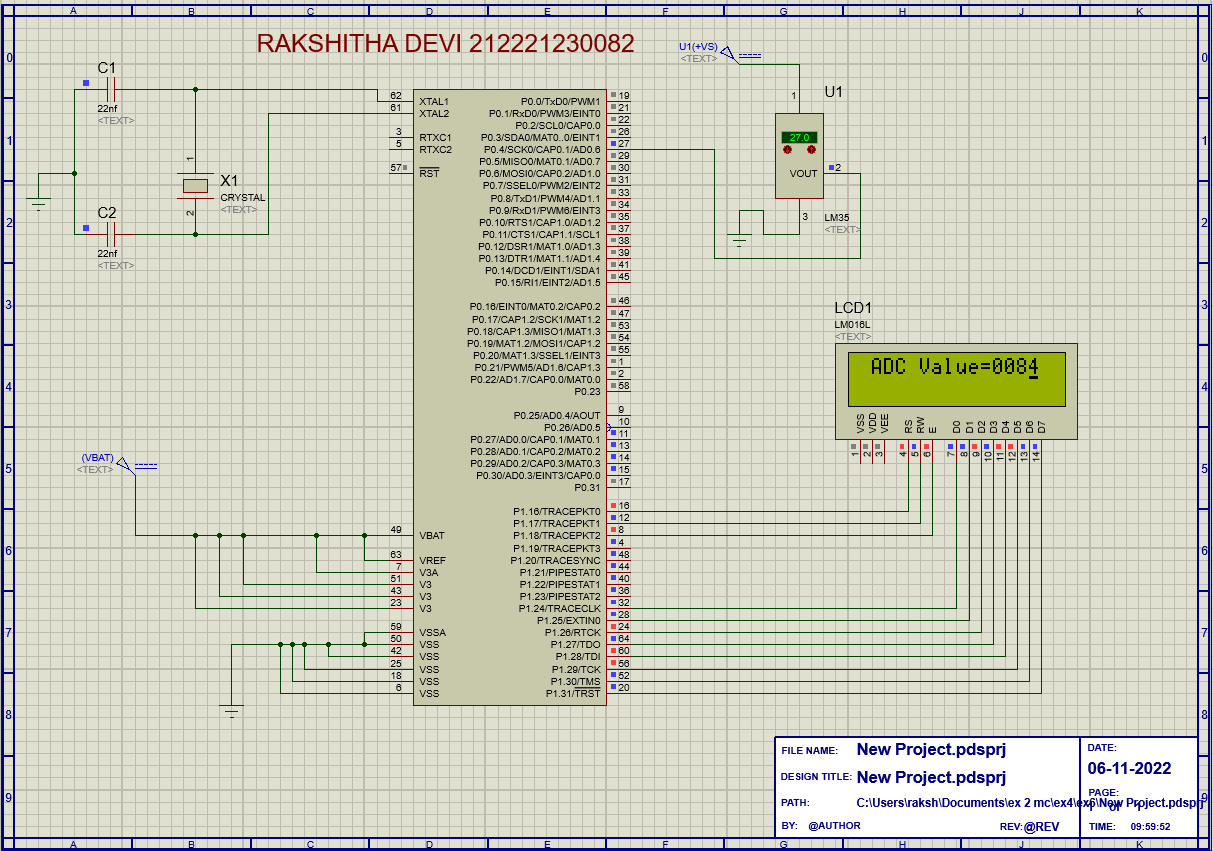 A B C D E F G H J K
RAKSHITHA DEVI 212221230082
C1
22nf
<TEXT>
C2
22nf
<TEXT>
X1
CRYSTAL
<TEXT>
1
2
62 XTAL1
61 XTAL2
3 RTXC1
5 RTXC2
57 RST
(VBAT)
<TEXT>
49 VBAT
63 VREF
7 V3A
51 V3
43 V3
23 V3
59 VSSA
50 VSS
42 VSS
25 VSS
18 VSS
6 VSS
P0.0/TxD0/PWM1 19
P0.1/RxD0/PWM3/EINT0 21
P0.2/SCL0/CAP0.0 22
P0.3/SDA0/MAT0..0/EINT1 26
P0.4/SCK0/CAP0.1/AD0.6 27
P0.5/MISO0/MAT0.1/AD0.7 29
P0.6/MOSI0/CAP0.2/AD1.0 30
P0.7/SSEL0/PWM2/EINT2 31
P0.8/TxD1/PWM4/AD1.1 33
P0.9/RxD1/PWM6/EINT3 34
P0.10/RTS1/CAP1.0/AD1.2 35
P0.11/CTS1/CAP1.1/SCL1 37
P0.12/DSR1/MAT1.0/AD1.3 38
P0.13/DTR1/MAT1.1/AD1.4 39
P0.14/DCD1/EINT1/SDA1 41
P0.15/RI1/EINT2/AD1.5 45
P0.16/EINT0/MAT0.2/CAP0.2 46
P0.17/CAP1.2/SCK1/MAT1.2 47
P0.18/CAP1.3/MISO1/MAT1.3 53
P0.19/MAT1.2/MOSI1/CAP1.2 54
P0.20/MAT1.3/SSEL1/EINT3 55
P0.21/PWM5/AD1.6/CAP1.3 1
P0.22/AD1.7/CAP0.0/MAT0.0 2
P0.23 58
P0.25/AD0.4/AOUT 9
P0.26/AD0.5 10
P0.27/AD0.0/CAP0.1/MAT0.1 11
P0.28/AD0.1/CAP0.2/MAT0.2 13
P0.29/AD0.2/CAP0.3/MAT0.3 14
P0.30/AD0.3/EINT3/CAP0.0 15
P0.31 17
P1.16/TRACEPKT0 16
P1.17/TRACEPKT1 12
P1.18/TRACEPKT2 8
P1.19/TRACEPKT3 4
P1.20/TRACESYNC 48
P1.21/PIPESTAT0 44
P1.22/PIPESTAT1 40
P1.23/PIPESTAT2 36
P1.24/TRACECLK 32
P1.25/EXTIN0 28
P1.26/RTCK 24
P1.27/TDO 64
P1.28/TDI 60
P1.29/TCK 56
P1.30/TMS 52
P1.31/TRST 20
U1(+VS)
<TEXT>
U1
1
27.0
VOUT 2
3
LM35
<TEXT>
LCD1
LM016L
<TEXT>
ADC Value=0084
VSS VDD VEE RS RW E D0 D1 D2 D3 D4 D5 D6 D7
1 2 3 4 5 6 7 8 9 10 11 12 13 14
0 1 2 3 4 5 6 7 8 9
0 1 2 3 4 5 6 7 8 9
FILE NAME: New Project.pdsprj
DESIGN TITLE: New Project.pdsprj
PATH: C:\Users\raksh\Documents\ex 2 mc\ex4\ex6\New Project.pdsprj
BY: @AUTHOR REV:@REV
DATE:
06-11-2022
PAGE:
of
TIME: 09:59:52
A B C D E F G H J K